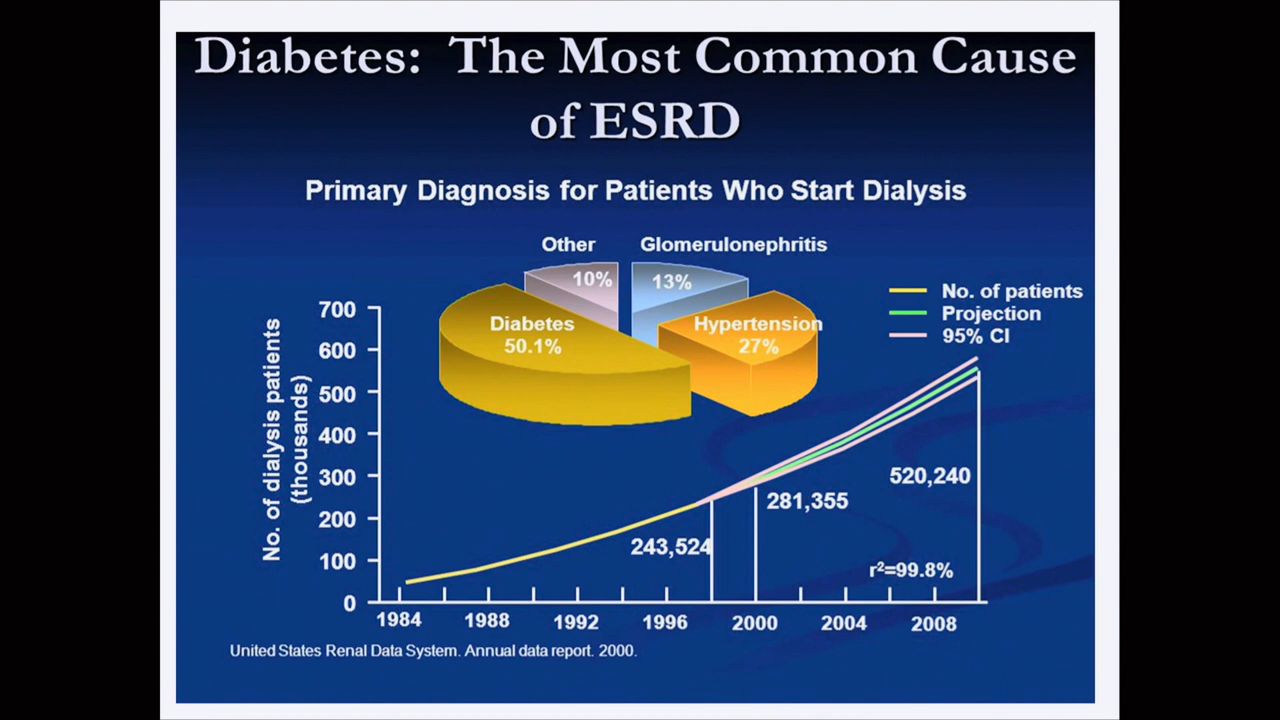 Diabetes: The Most Common Cause
of ESRD
Primary Diagnosis for Patients Who Start Dialysis
Other
Glomerulonephritis
10%
13%
Diabetes
50.1%
Hypertension
27%
No. of patients
Projection
95% CI
No. of dialysis patients
(thousands)
700
600
500
400
300
200
100
0
243,524
281,355
520,240
r²=99.8%
1984
1988
1992
1996
2000
2004
2008
United States Renal Data System. Annual data report. 2000.